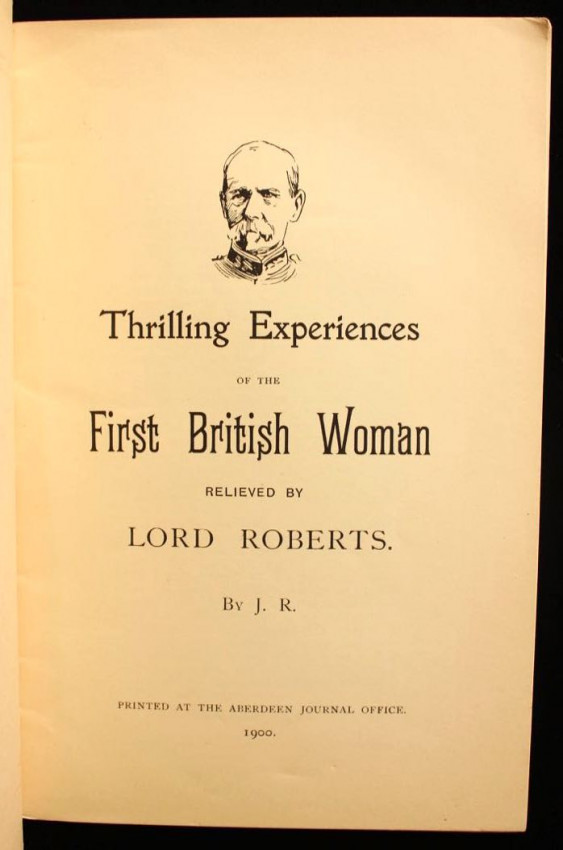 Thrilling Experiences
OF THE
First British Woman
RELIEVED BY
LORD ROBERTS.
By J. R.
PRINTED AT THE ABERDEEN JOURNAL OFFICE.
1900.